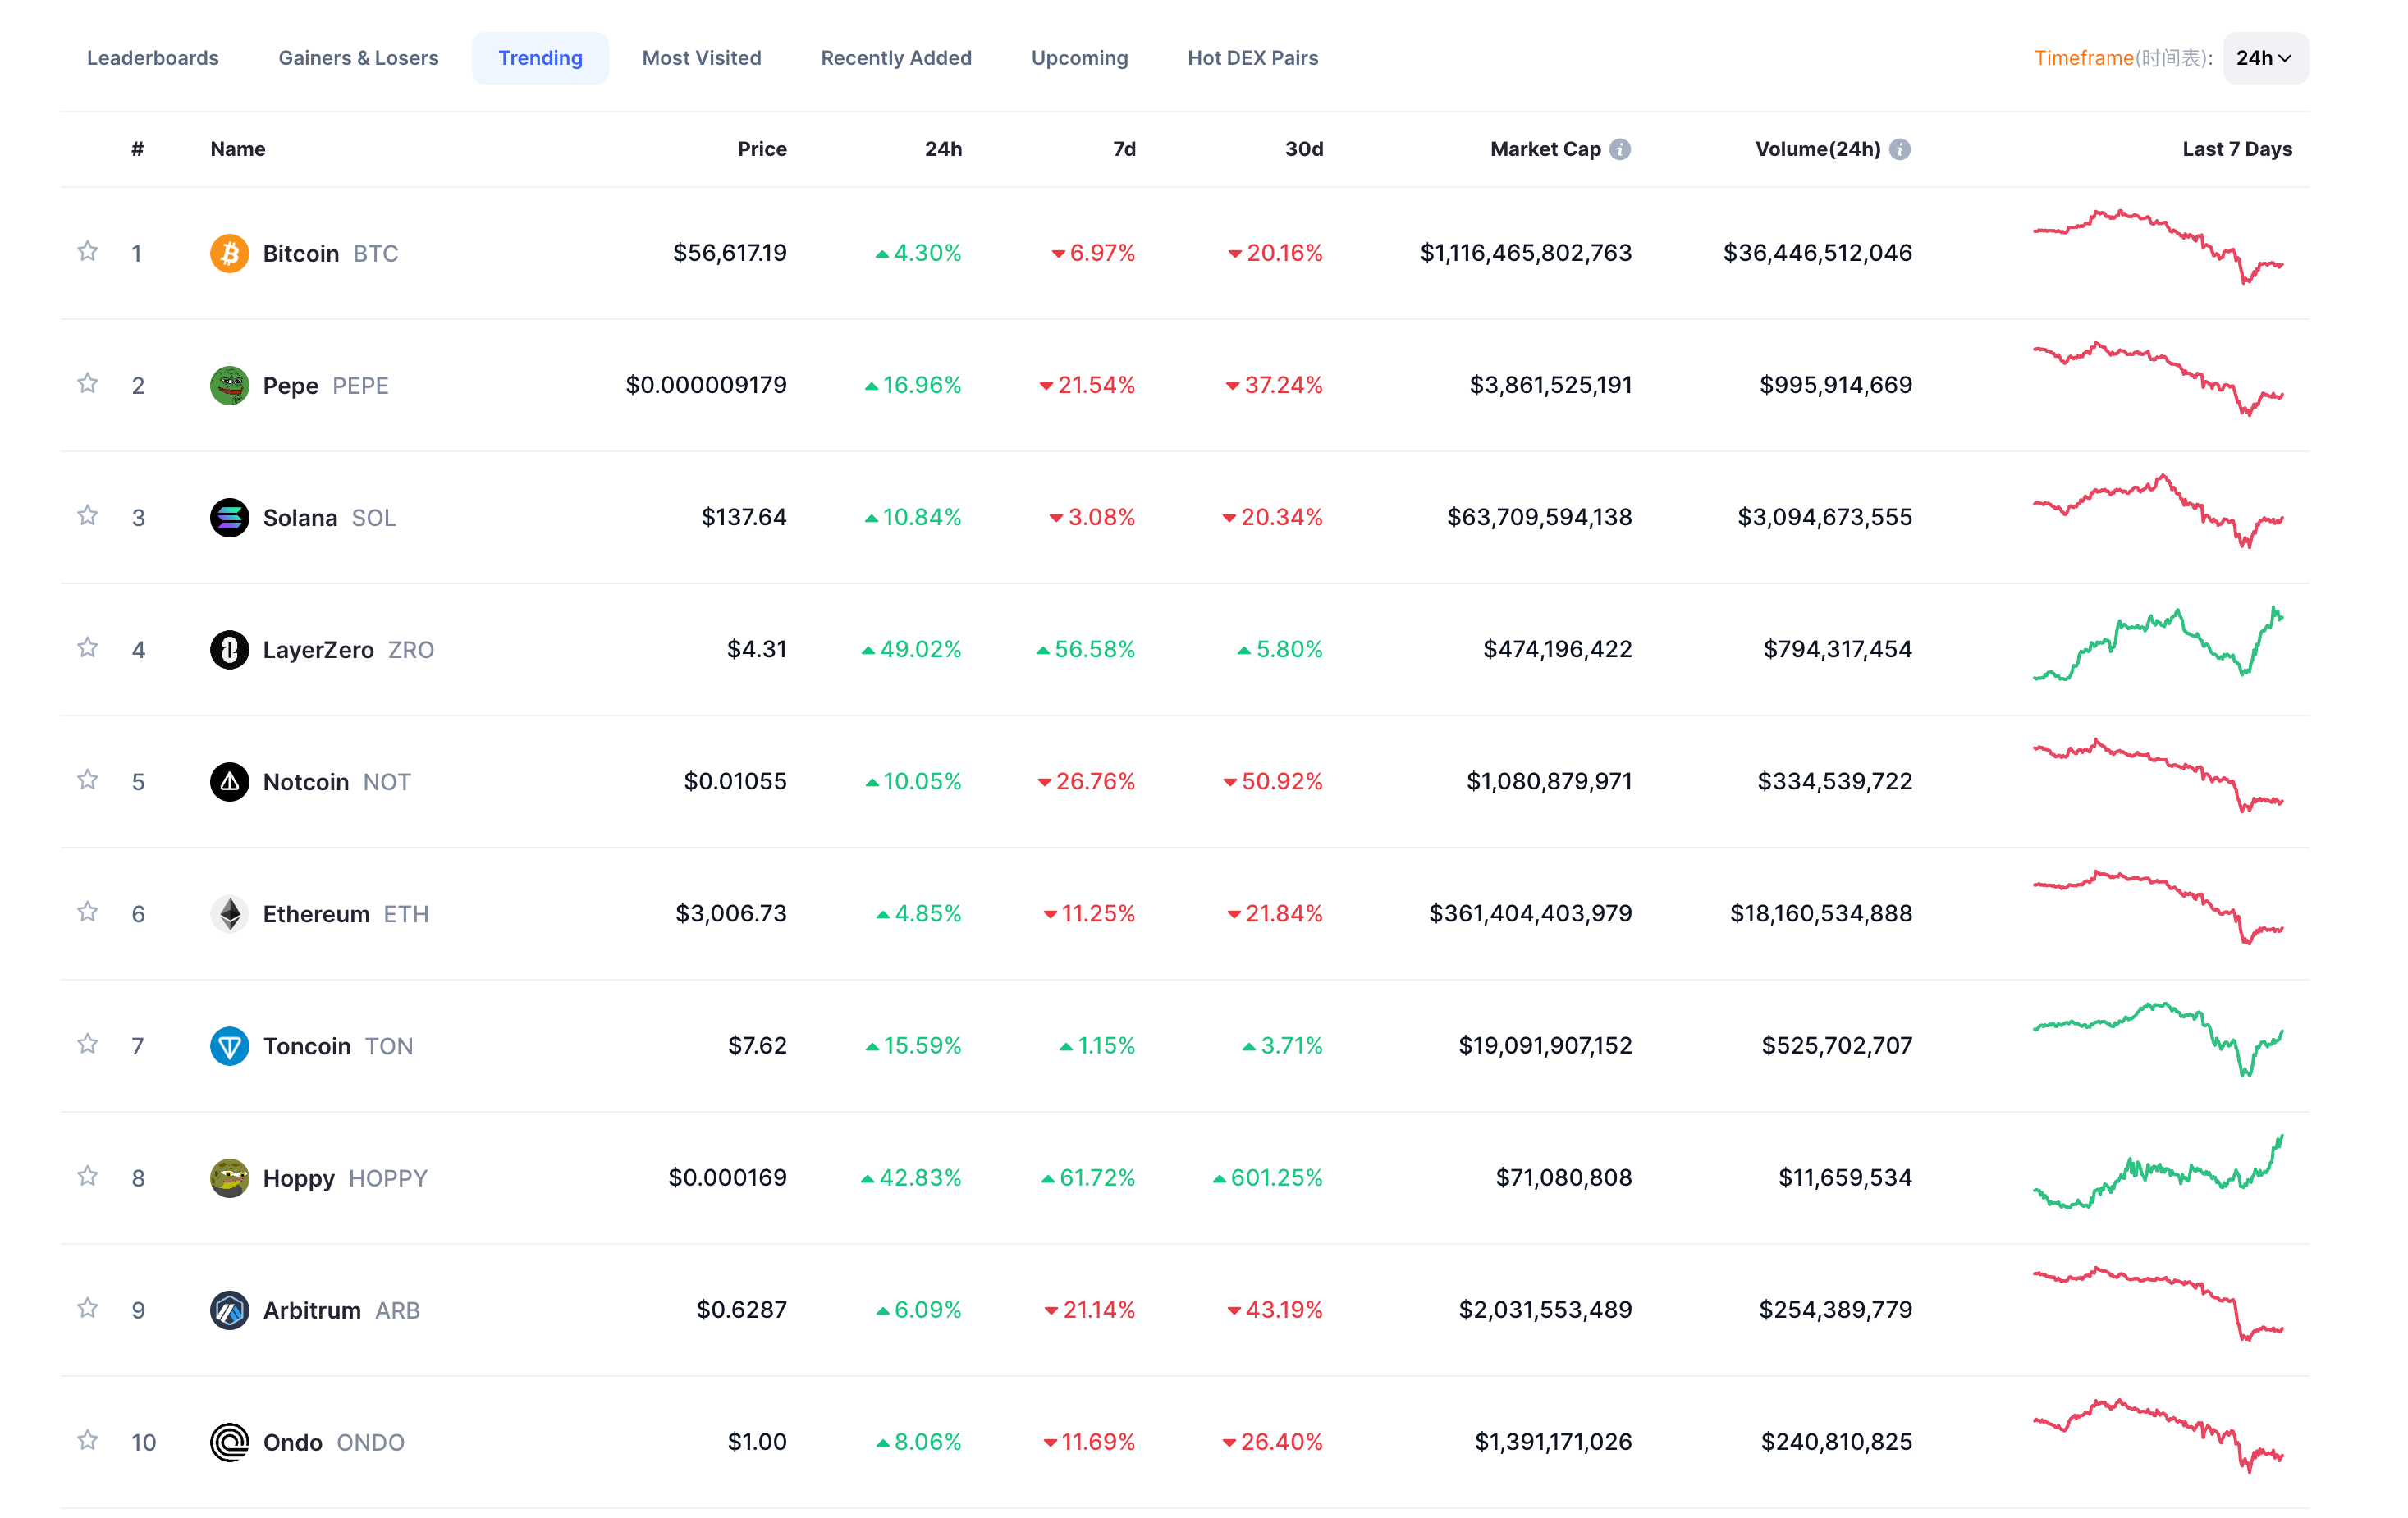 Leaderboards Gainers & Losers Trending Most Visited Recently Added Upcoming Hot DEX Pairs Timeframe(时间表): 24h
# Name Price 24h 7d 30d Market Cap Volume(24h) Last 7 Days
1 Bitcoin BTC $56,617.19 4.30% 6.97% 20.16% $1,116,465,802,763 $36,446,512,046
2 Pepe PEPE $0.000009179 16.96% 21.54% 37.24% $3,861,525,191 $995,914,669
3 Solana SOL $137.64 10.84% 3.08% 20.34% $63,709,594,138 $3,094,673,555
4 LayerZero ZRO $4.31 49.02% 56.58% 5.80% $474,196,422 $794,317,454
5 Notcoin NOT $0.01055 10.05% 26.76% 50.92% $1,080,879,971 $334,539,722
6 Ethereum ETH $3,006.73 4.85% 11.25% 21.84% $361,404,403,979 $18,160,534,888
7 Toncoin TON $7.62 15.59% 1.15% 3.71% $19,091,907,152 $525,702,707
8 Hoppy HOPPY $0.000169 42.83% 61.72% 601.25% $71,080,808 $11,659,534
9 Arbitrum ARB $0.6287 6.09% 21.14% 43.19% $2,031,553,489 $254,389,779
10 Ondo ONDO $1.00 8.06% 11.69% 26.40% $1,391,171,026 $240,810,825